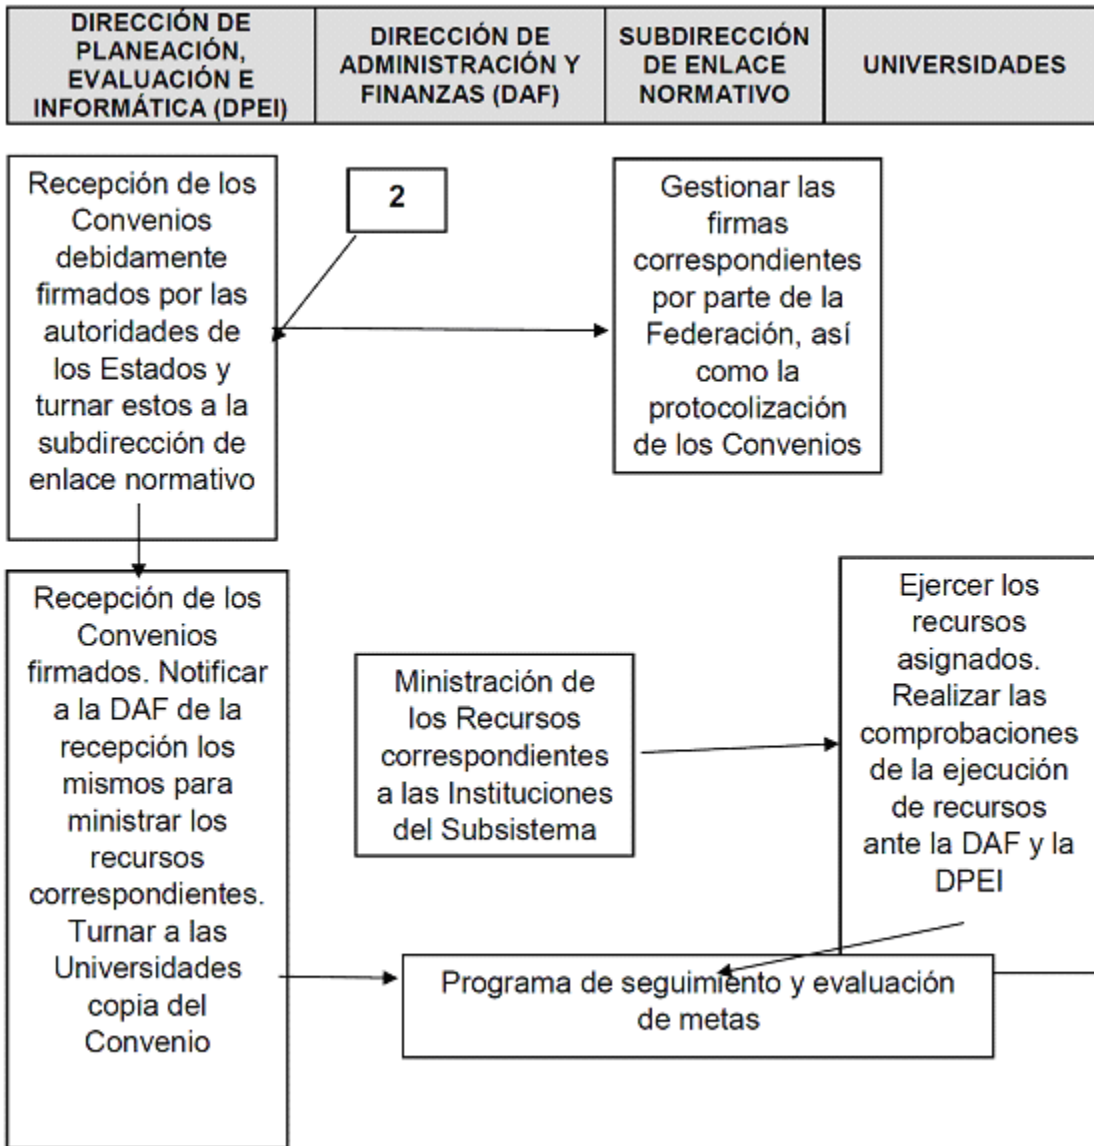 DIRECCIÓN DE
PLANEACIÓN,
EVALUACIÓN E
INFORMÁTICA (DPEI)
DIRECCIÓN DE
ADMINISTRACIÓN Y
FINANZAS (DAF)
SUBDIRECCIÓN
DE ENLACE
NORMATIVO
UNIVERSIDADES
Recepción de los
Convenios
debidamente
firmados por las
autoridades de
los Estados y
turnar estos a la
subdirección de
enlace normativo
2
Gestionar las
firmas
correspondientes
por parte de la
Federación, así
como la
protocolización
de los Convenios
Recepción de los
Convenios
firmados. Notificar
a la DAF de la
recepción los
mismos para
ministrar los
recursos
correspondientes.
Turnar a las
Universidades
copia del
Convenio
Ministración de
los Recursos
correspondientes
a las Instituciones
del Subsistema
Ejercer los
recursos
asignados.
Realizar las
comprobaciones
de la ejecución
de recursos
ante la DAF y la
DPEI
Programa de seguimiento y evaluación
de metas